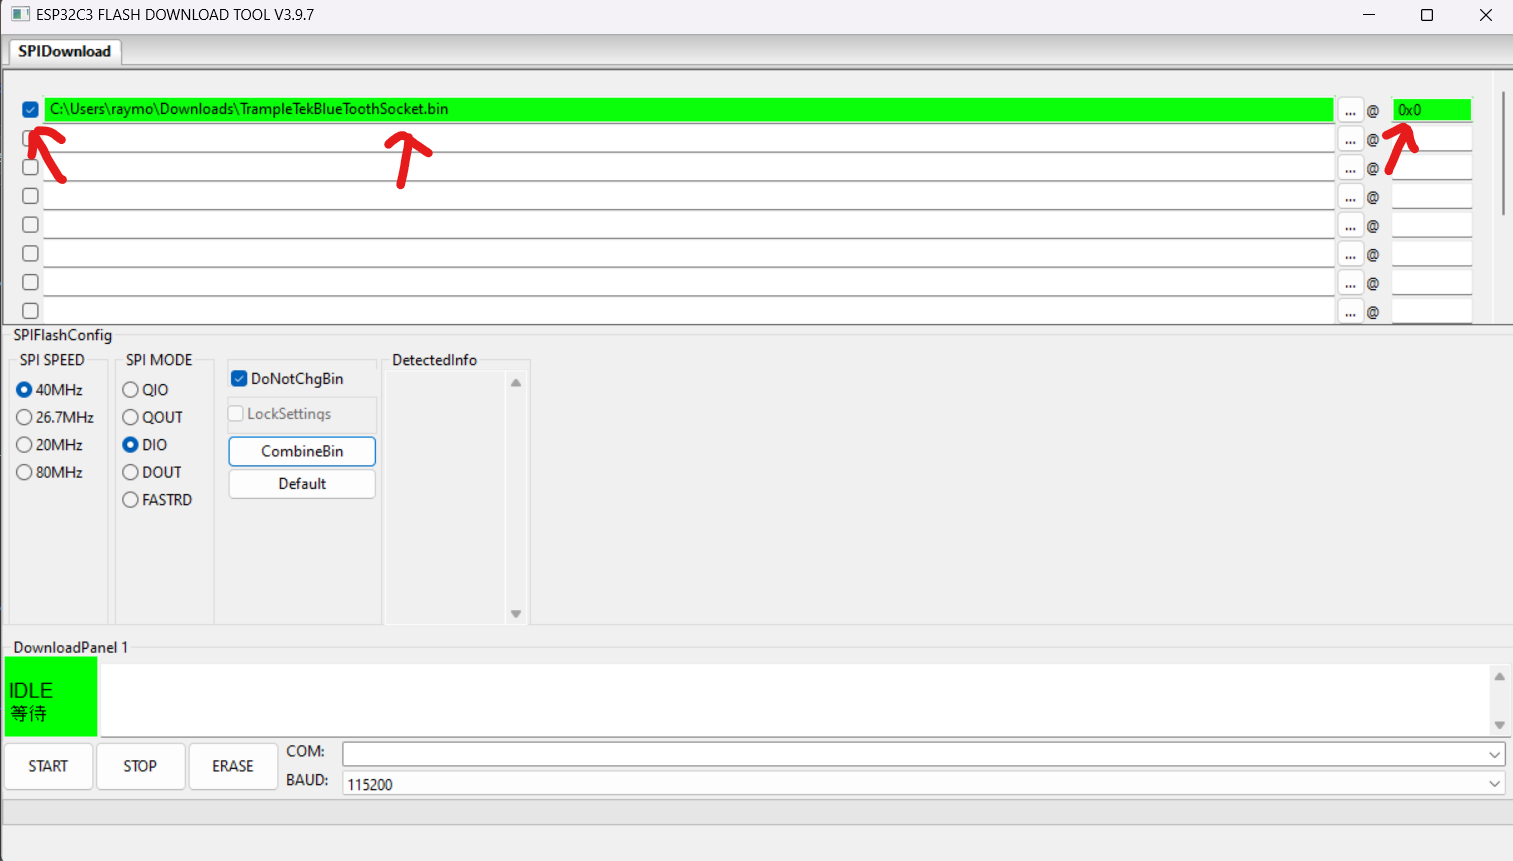 ESP32C3 FLASH DOWNLOAD TOOL V3.9.7
SPIDownload
C:\Users\raymo\Downloads\TrampleTekBlueToothSocket.bin ... @ 0x0
... @
... @
... @
... @
... @
... @
... @
SPIFlashConfig
SPI SPEED
40MHz
26.7MHz
20MHz
80MHz
SPI MODE
QIO
QOUT
DIO
DOUT
FASTRD
DoNotChgBin
LockSettings
CombineBin
Default
DetectedInfo
DownloadPanel 1
IDLE
等待
START STOP ERASE
COM:
BAUD: 115200